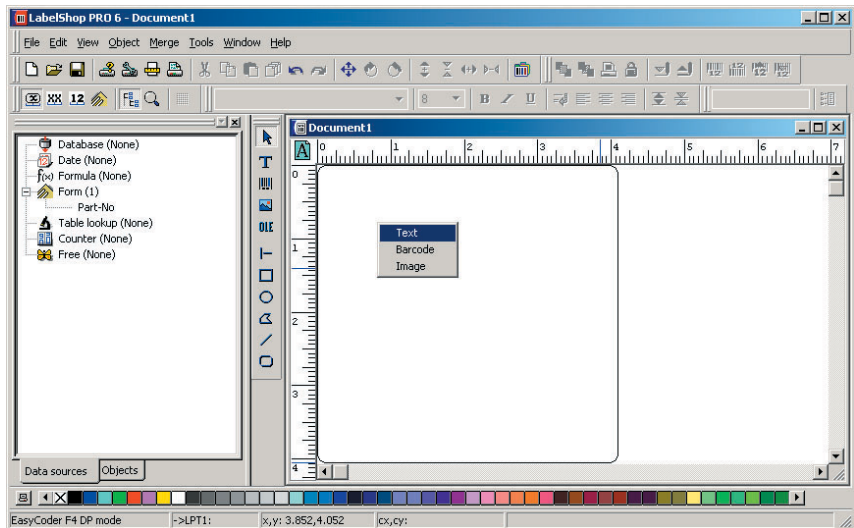 LabelShop PRO 6 - Document1
File Edit View Object Merge Tools Window Help
XX 12 8 B I U
Database (None)
Date (None)
f(x) Formula (None)
Form (1)
Part-No
Table lookup (None)
Counter (None)
Free (None)
Data sources Objects
T
OLE
Document1
A 0 1 2 3 4 5 6 7
0
1
2
3
4
Text
Barcode
Image
EasyCoder F4 DP mode ->LPT1: x,y: 3.852,4.052 cx,cy: